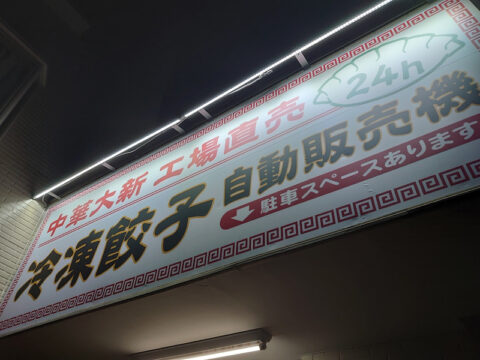 中華大新 工場直売
24h
冷凍餃子 自動販売機
駐車スペースあります